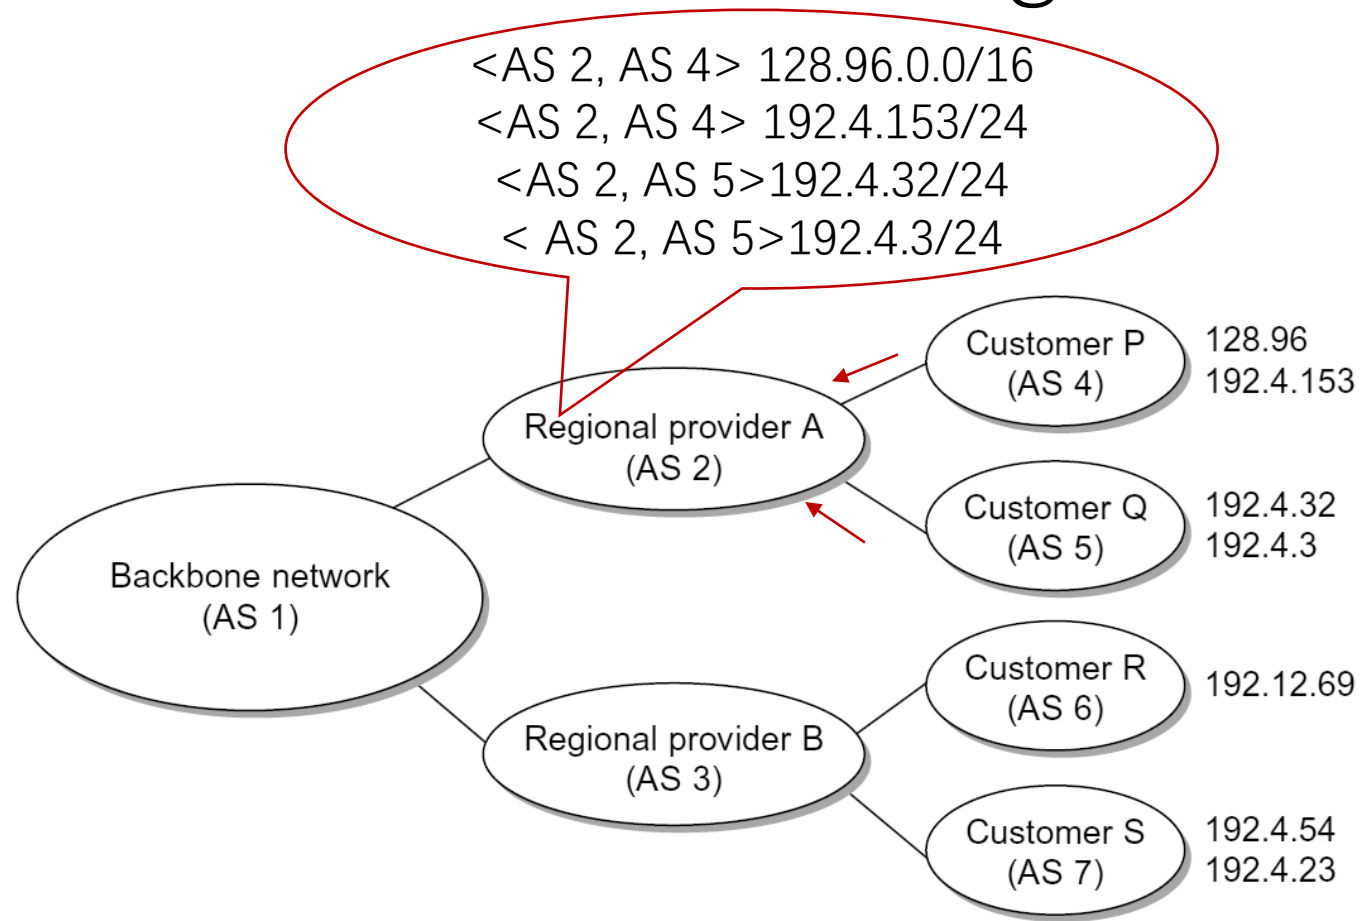 <AS 2, AS 4> 128.96.0.0/16
<AS 2, AS 4> 192.4.153/24
<AS 2, AS 5>192.4.32/24
< AS 2, AS 5>192.4.3/24
Customer P
(AS 4)
128.96
192.4.153
Regional provider A
(AS 2)
Customer Q
(AS 5)
192.4.32
192.4.3
Backbone network
(AS 1)
Customer R
(AS 6)
192.12.69
Regional provider B
(AS 3)
Customer S
(AS 7)
192.4.54
192.4.23